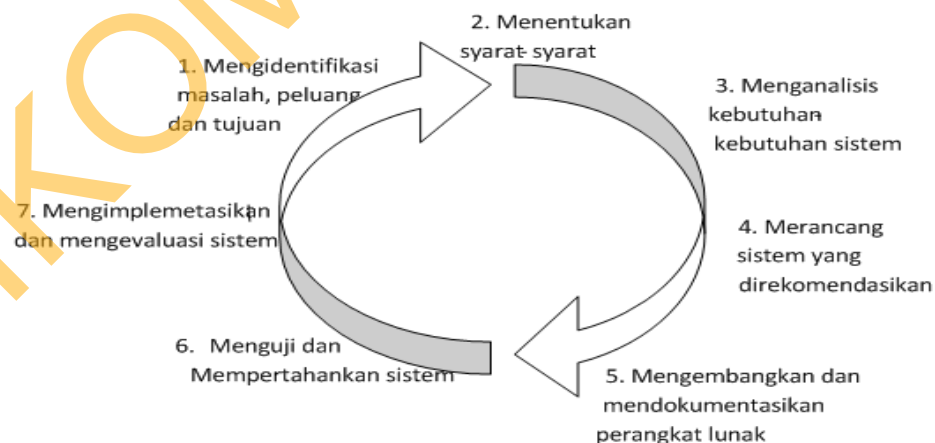 1. Mengidentifikasi
masalah, peluang
dan tujuan
2. Menentukan
syarat- syarat
3. Menganalisis
kebutuhan-
kebutuhan sistem
4. Merancang
sistem yang
direkomendasikan
5. Mengembangkan dan
mendokumentasikan
perangkat lunak
6. Menguji dan
Mempertahankan sistem
7. Mengimplemetasikan
dan mengevaluasi sistem